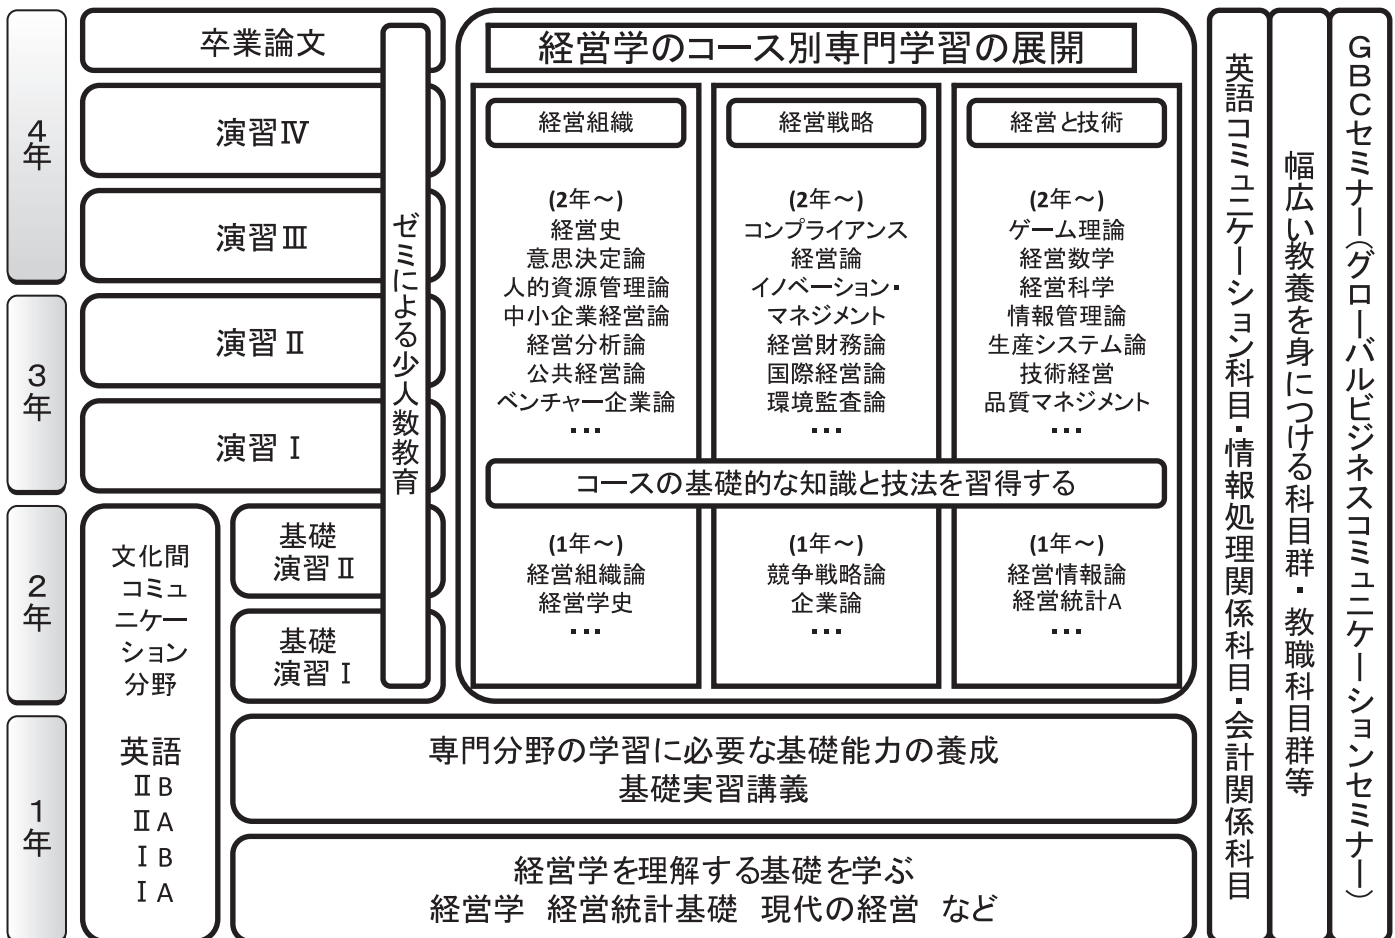 4年
3年
2年
1年
卒業論文
演習Ⅳ
演習Ⅲ
演習Ⅱ
演習Ⅰ
基礎
演習Ⅱ
基礎
演習Ⅰ
ゼミによる少人数教育
文化間
コミュ
ニケー
ション
分野
英語
ⅡB
ⅡA
ⅠB
ⅠA
経営学のコース別専門学習の展開
経営組織
(2年～)
経営史
意思決定論
人的資源管理論
中小企業経営論
経営分析論
公共経営論
ベンチャー企業論
…
経営戦略
(2年～)
コンプライアンス
経営論
イノベーション・
マネジメント
経営財務論
国際経営論
環境監査論
…
経営と技術
(2年～)
ゲーム理論
経営数学
経営科学
情報管理論
生産システム論
技術経営
品質マネジメント
…
コースの基礎的な知識と技法を習得する
(1年～)
経営組織論
経営学史
…
(1年～)
競争戦略論
企業論
…
(1年～)
経営情報論
経営統計A
…
専門分野の学習に必要な基礎能力の養成
基礎実習講義
経営学を理解する基礎を学ぶ
経営学 経営統計基礎 現代の経営 など
英語コミュニケーション科目・情報処理関係科目・会計関係科目
幅広い教養を身につける科目群・教職科目群等
GBCセミナー(グローバルビジネスコミュニケーションセミナー)